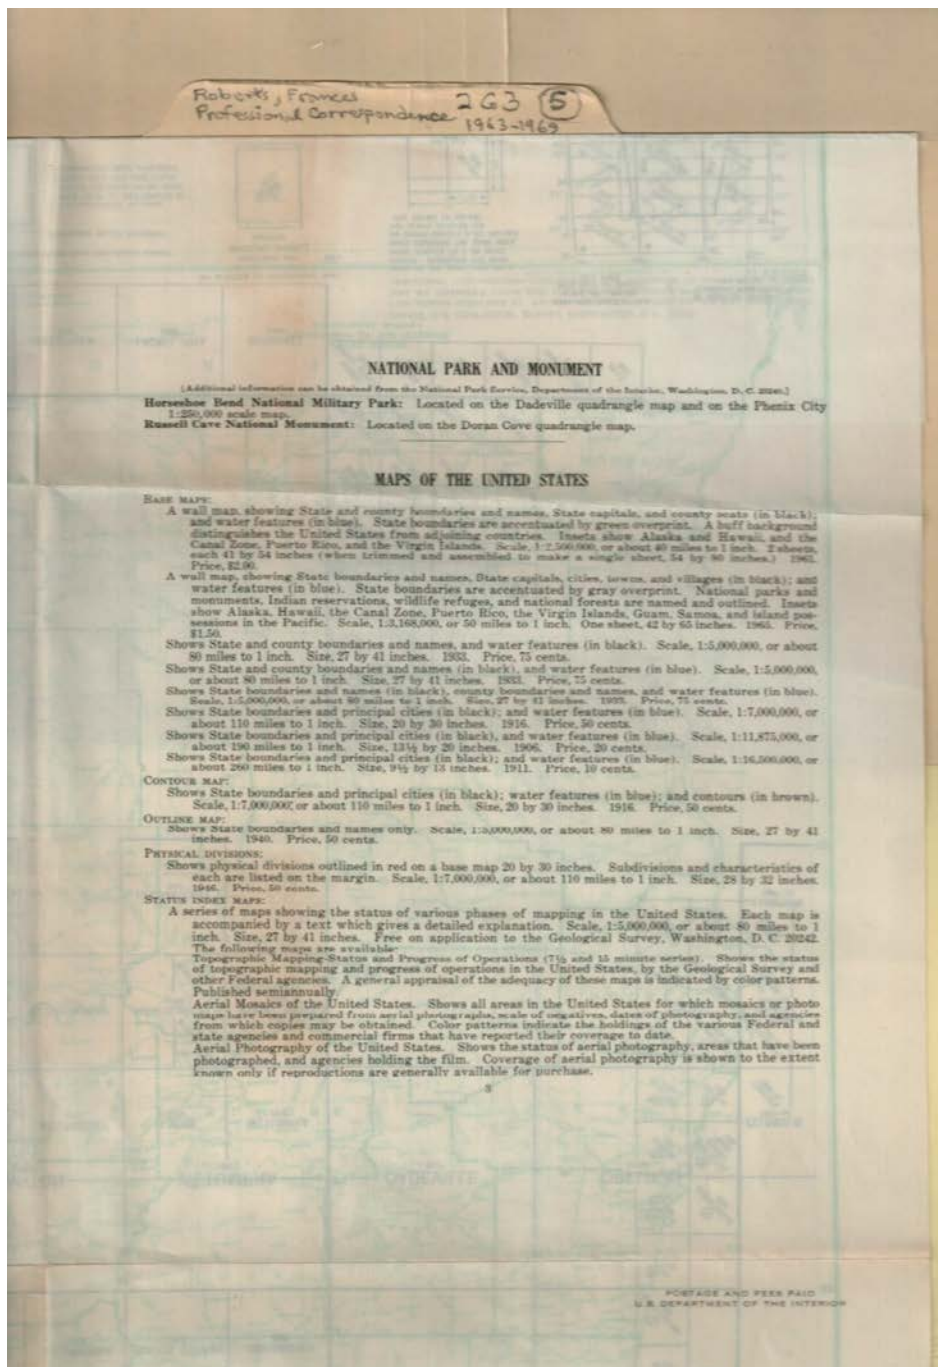 Roberts, Frances
Professional Correspondence
2G3 (5)
1963-1969
NATIONAL PARK AND MONUMENT
[Additional information can be obtained from the National Park Service, Department of the Interior, Washington, D. C. 20240.]
Horseshoe Bend National Military Park: Located on the Dadeville quadrangle map and on the Phenix City
1:250,000 scale map.
Russell Cave National Monument: Located on the Doran Cove quadrangle map.
MAPS OF THE UNITED STATES
BASE MAPS:
A wall map, showing State and county boundaries and names, State capitals, and county seats (in black);
and water features (in blue). State boundaries are accentuated by green overprint. A buff background
distinguishes the United States from adjoining countries. Insets show Alaska and Hawaii, and the
Canal Zone, Puerto Rico, and the Virgin Islands. Scale, 1:2,500,000, or about 40 miles to 1 inch. 2 sheets,
each 41 by 54 inches (when trimmed and assembled to make a single sheet, 54 by 80 inches.)
Price, $2.00.
A wall map, showing State boundaries and names, State capitals, cities, towns, and villages (in black); and
water features (in blue). State boundaries are accentuated by gray overprint. National parks and
monuments, Indian reservations, wildlife refuges, and national forests are named and outlined. Insets
show Alaska, Hawaii, the Canal Zone, Puerto Rico, the Virgin Islands, Guam, Samoa, and island pos-
sessions in the Pacific. Scale, 1:3,168,000, or 50 miles to 1 inch. One sheet, 42 by 65 inches. 1965. Price,
$1.50.
Shows State and county boundaries and names, and water features (in black). Scale, 1:5,000,000, or about
80 miles to 1 inch. Size, 27 by 41 inches. 1933. Price, 75 cents.
Shows State and county boundaries and names (in black), and water features (in blue). Scale, 1:5,000,000,
or about 80 miles to 1 inch. Size, 27 by 41 inches. 1933. Price, 75 cents.
Shows State boundaries and names (in black), county boundaries and names, and water features (in blue).
Scale, 1:5,000,000, or about 80 miles to 1 inch. Size, 27 by 41 inches. 1933. Price, 75 cents.
Shows State boundaries and principal cities (in black); and water features (in blue). Scale, 1:7,000,000, or
about 110 miles to 1 inch. Size, 20 by 30 inches. 1916. Price, 50 cents.
Shows State boundaries and principal cities (in black), and water features (in blue). Scale, 1:11,875,000, or
about 190 miles to 1 inch. Size, 13½ by 20 inches. 1906. Price, 20 cents.
Shows State boundaries and principal cities (in black); and water features (in blue). Scale, 1:16,500,000, or
about 260 miles to 1 inch. Size, 9½ by 13 inches. 1911. Price, 10 cents.
CONTOUR MAP:
Shows State boundaries and principal cities (in black); water features (in blue); and contours (in brown).
Scale, 1:7,000,000, or about 110 miles to 1 inch. Size, 20 by 30 inches. 1916. Price, 50 cents.
OUTLINE MAP:
Shows State boundaries and names only. Scale, 1:5,000,000, or about 80 miles to 1 inch. Size, 27 by 41
inches. 1940. Price, 50 cents.
PHYSICAL DIVISIONS:
Shows physical divisions outlined in red on a base map 20 by 30 inches. Subdivisions and characteristics of
each are listed on the margin. Scale, 1:7,000,000, or about 110 miles to 1 inch. Size, 28 by 32 inches.
1946. Price, 50 cents.
STATUS INDEX MAPS:
A series of maps showing the status of various phases of mapping in the United States. Each map is
accompanied by a text which gives a detailed explanation. Scale, 1:5,000,000, or about 80 miles to 1
inch. Size, 27 by 41 inches. Free on application to the Geological Survey, Washington, D. C. 20242.
The following maps are available:
Topographic Mapping-Status and Progress of Operations (7½ and 15 minute series). Shows the status
of topographic mapping and progress of operations in the United States, by the Geological Survey and
other Federal agencies. A general appraisal of the adequacy of these maps is indicated by color patterns.
Published semiannually.
Aerial Mosaics of the United States. Shows all areas in the United States for which mosaics or photo
maps have been prepared from aerial photographs, scale of negatives, dates of photography, and agencies
from which copies may be obtained. Color patterns indicate the holdings of the various Federal and
state agencies and commercial firms that have reported their coverage to date.
Aerial Photography of the United States. Shows the status of aerial photography, areas that have been
photographed, and agencies holding the film. Coverage of aerial photography is shown to the extent
known only if reproductions are generally available for purchase.
3
POSTAGE AND FEES PAID
U.S. DEPARTMENT OF THE INTERIOR